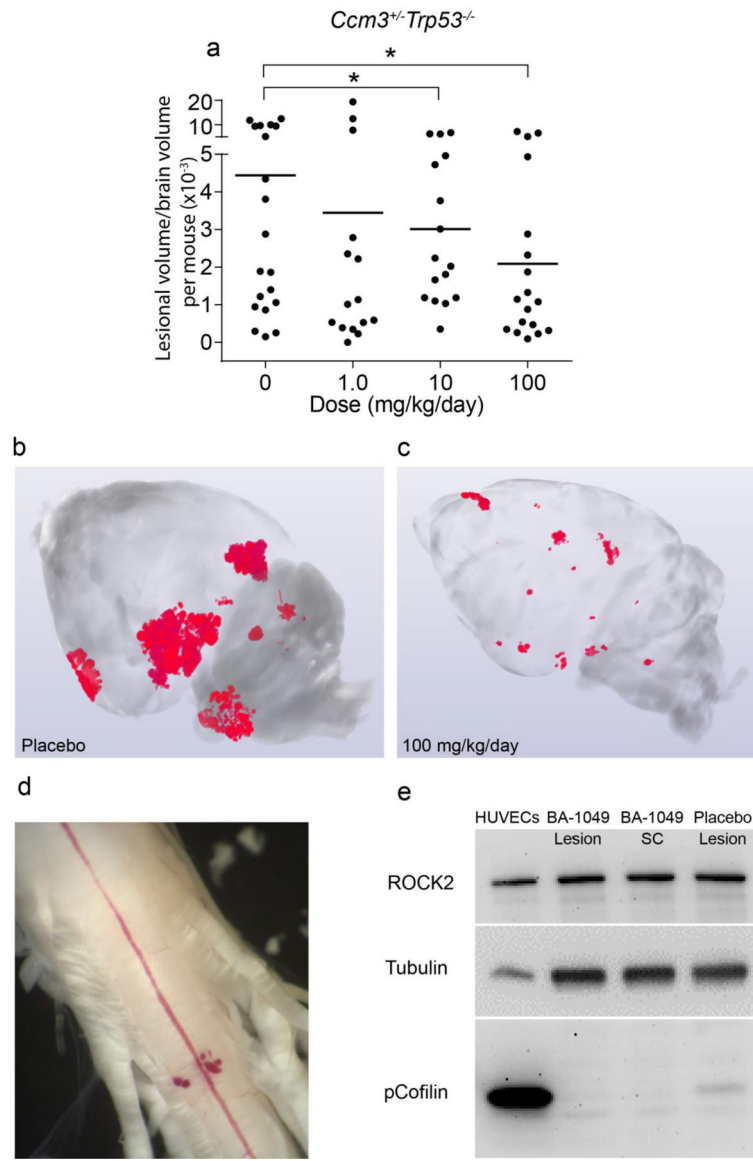 Ccm3+/-Trp53-/-
a
*
*
Lesional volume/brain volume
per mouse (x10-3)
20
10
5
4
3
2
1
0
0 1.0 10 100
Dose (mg/kg/day)
b
c
Placebo
100 mg/kg/day
d
e
HUVECs BA-1049 BA-1049 Placebo
Lesion SC Lesion
ROCK2
Tubulin
pCofilin